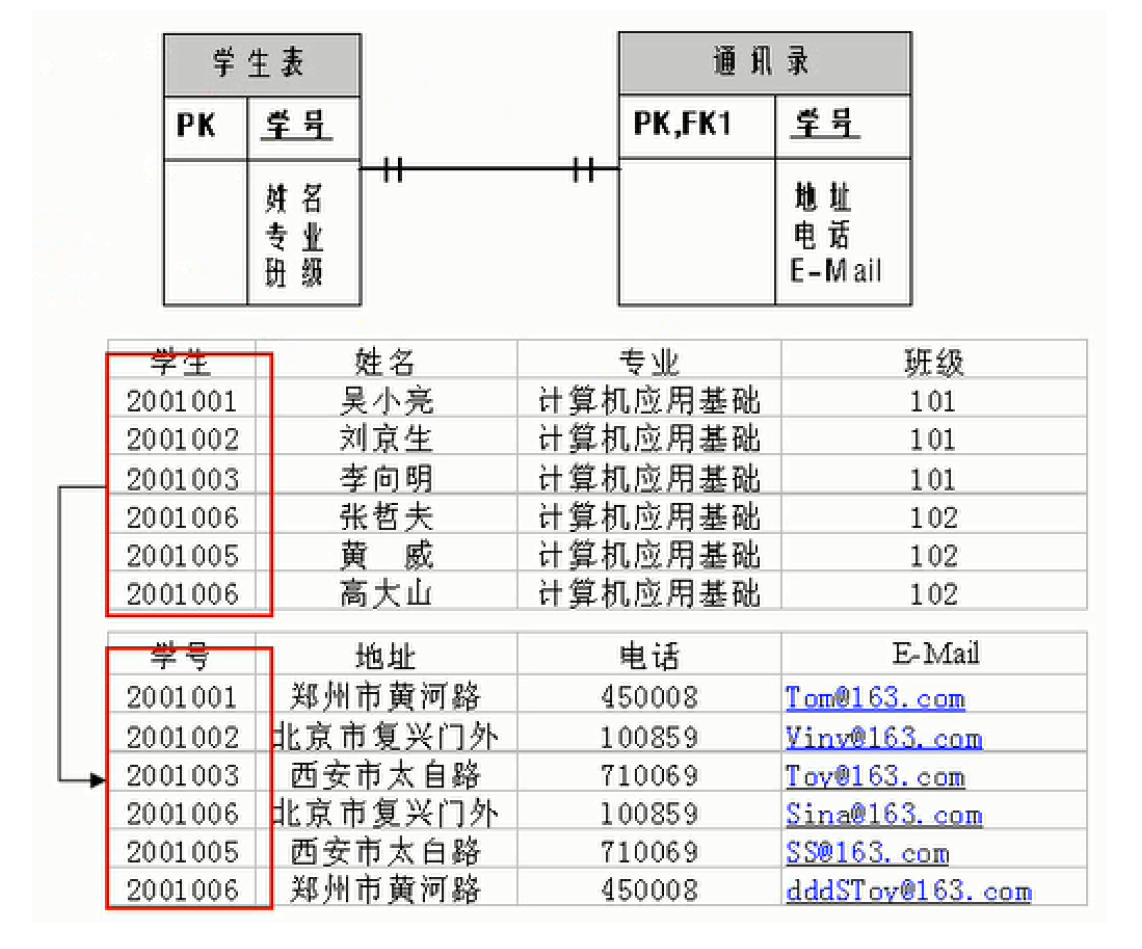 学生表 通讯录
PK 学号 PK,FK1 学号
姓名 地址
专业 电话
班级 E-Mail
学生 姓名 专业 班级
2001001 吴小亮 计算机应用基础 101
2001002 刘京生 计算机应用基础 101
2001003 李向明 计算机应用基础 101
2001006 张哲夫 计算机应用基础 102
2001005 黄 威 计算机应用基础 102
2001006 高大山 计算机应用基础 102
学号 地址 电话 E-Mail
2001001 郑州市黄河路 450008 Tom@163.com
2001002 北京市复兴门外 100859 Vinv@163.com
2001003 西安市太自路 710069 Toy@163.com
2001006 北京市复兴门外 100859 Sina@163.com
2001005 西安市太白路 710069 SS@163.com
2001006 郑州市黄河路 450008 dddSToy@163.com